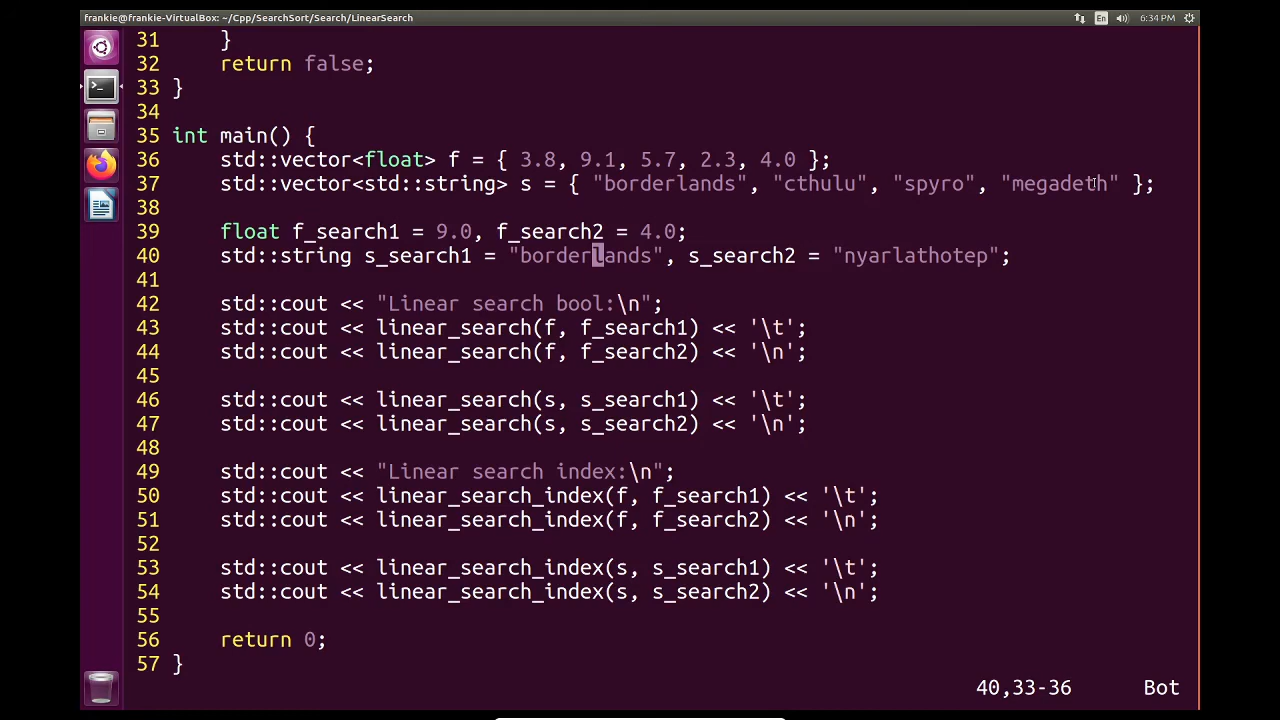 frankie@frankie-VirtualBox: ~/Cpp/SearchSort/Search/LinearSearch En 6:34 PM
31     }
32     return false;
33 }
34
35 int main() {
36     std::vector<float> f = { 3.8, 9.1, 5.7, 2.3, 4.0 };
37     std::vector<std::string> s = { "borderlands", "cthulu", "spyro", "megadeth" };
38
39     float f_search1 = 9.0, f_search2 = 4.0;
40     std::string s_search1 = "borderlands", s_search2 = "nyarlathotep";
41
42     std::cout << "Linear search bool:\n";
43     std::cout << linear_search(f, f_search1) << '\t';
44     std::cout << linear_search(f, f_search2) << '\n';
45
46     std::cout << linear_search(s, s_search1) << '\t';
47     std::cout << linear_search(s, s_search2) << '\n';
48
49     std::cout << "Linear search index:\n";
50     std::cout << linear_search_index(f, f_search1) << '\t';
51     std::cout << linear_search_index(f, f_search2) << '\n';
52
53     std::cout << linear_search_index(s, s_search1) << '\t';
54     std::cout << linear_search_index(s, s_search2) << '\n';
55
56     return 0;
57 }
40,33-36 Bot